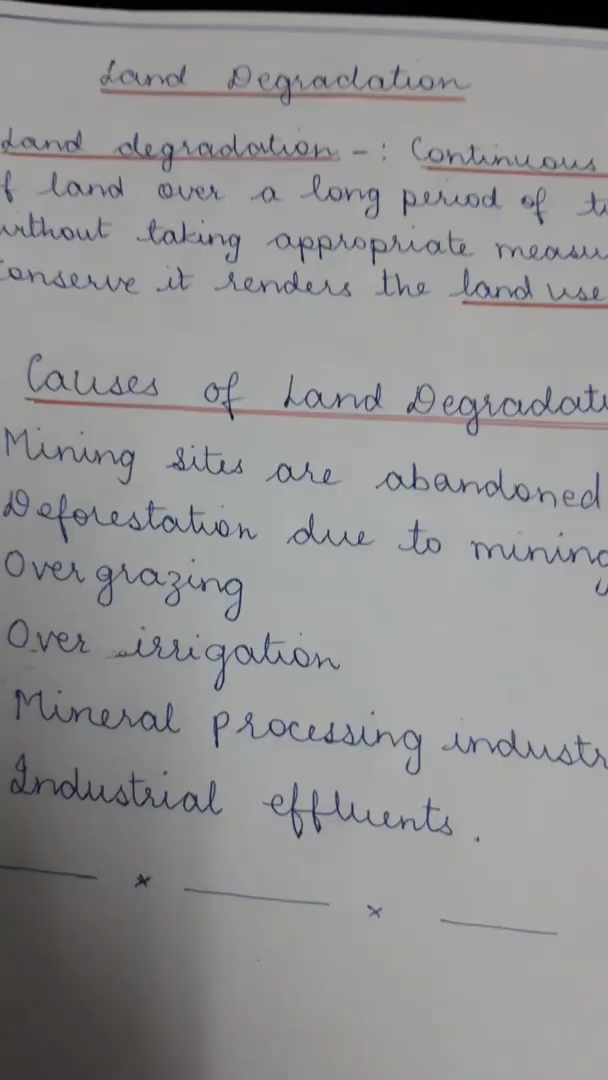 Land Degradation
Land degradation -: Continuous
f land over a long period of t
without taking appropriate measu
conserve it renders the land use
Causes of Land Degradati
Mining sites are abandoned
Deforestation due to mining
Over grazing
Over irrigation
Mineral processing industr
Industrial effluents.